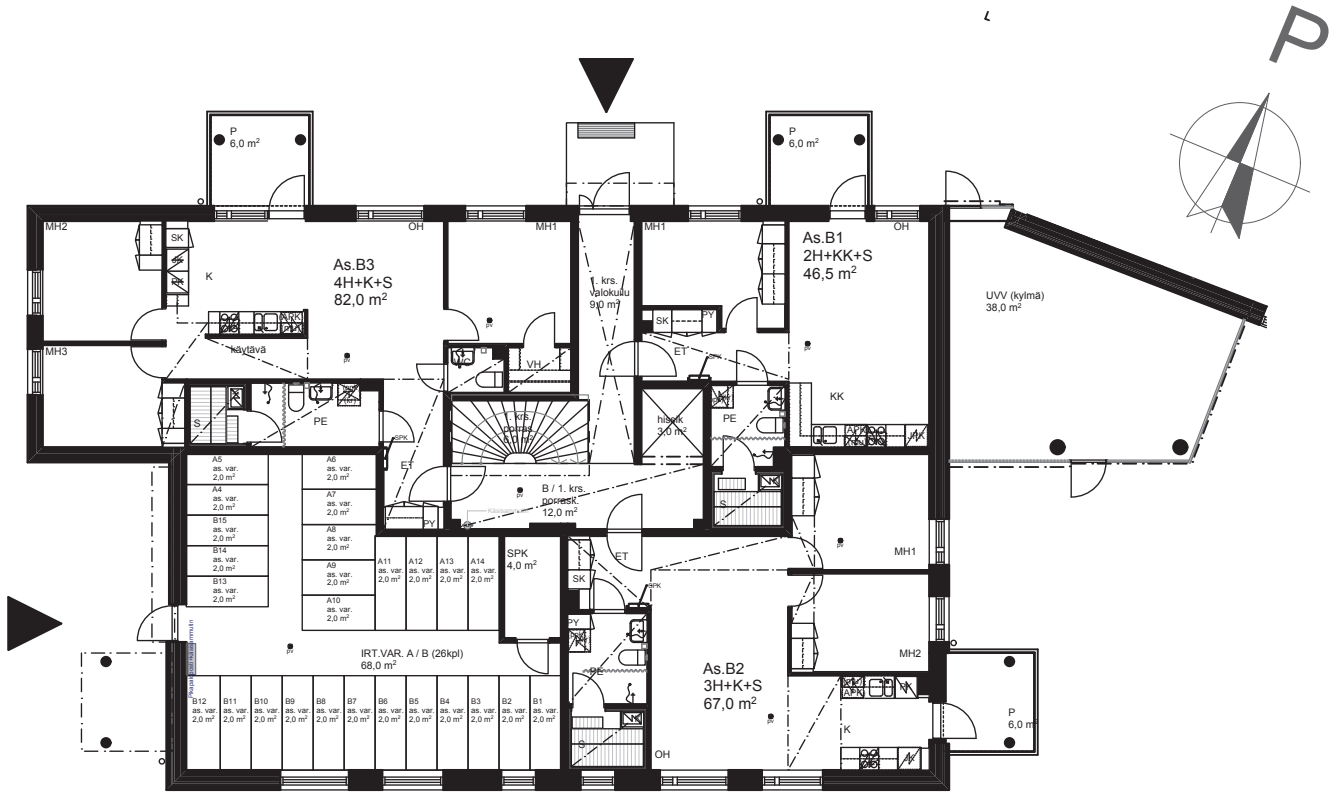 P
P
6,0 m²
P
6,0 m²
MH2
SK
K
OH
As.B3
4H+K+S
82,0 m²
MH1
1. krs.
valokuilu
9,0 m²
MH1
As.B1
2H+KK+S
46,5 m²
OH
UVV (kylmä)
38,0 m²
SK
PY
ET
SPK
pv
pv
pv
MH3
käytävä
WC
VH
S
PE
SPK
ET
PY
1. krs.
porras
hissik
3,0 m²
PE
KK
S
B / 1. krs.
porrask.
12,0 m²
pv
A5
as. var.
2,0 m²
A4
as. var.
2,0 m²
B15
as. var.
2,0 m²
B14
as. var.
2,0 m²
B13
as. var.
2,0 m²
A6
as. var.
2,0 m²
A7
as. var.
2,0 m²
A8
as. var.
2,0 m²
A9
as. var.
2,0 m²
A10
as. var.
2,0 m²
A11
as. var.
2,0 m²
A12
as. var.
2,0 m²
A13
as. var.
2,0 m²
A14
as. var.
2,0 m²
SPK
4,0 m²
ET
SK
SPK
PY
PE
S
pv
MH1
MH2
pv
IRT.VAR. A / B (26kpl)
68,0 m²
B12
as. var.
2,0 m²
B11
as. var.
2,0 m²
B10
as. var.
2,0 m²
B9
as. var.
2,0 m²
B8
as. var.
2,0 m²
B7
as. var.
2,0 m²
B6
as. var.
2,0 m²
B5
as. var.
2,0 m²
B4
as. var.
2,0 m²
B3
as. var.
2,0 m²
B2
as. var.
2,0 m²
B1
as. var.
2,0 m²
As.B2
3H+K+S
67,0 m²
pv
OH
K
P
6,0 m²